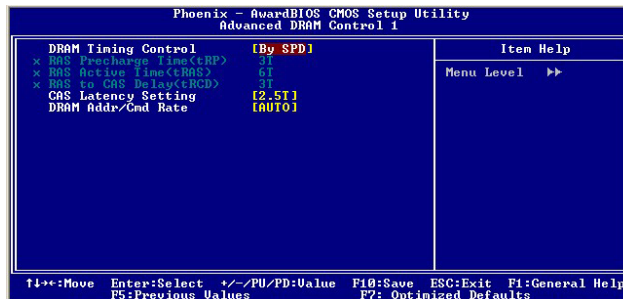 Phoenix - AwardBIOS CMOS Setup Utility
Advanced DRAM Control 1
DRAM Timing Control [By SPD]
x RAS Precharge Time(tRP) 3T
x RAS Active Time(tRAS) 6T
x RAS to CAS Delay(tRCD) 3T
CAS Latency Setting [2.5T]
DRAM Addr/Cmd Rate [AUTO]
Item Help
Menu Level ►►
↑↓→←:Move Enter:Select +/-/PU/PD:Value F10:Save ESC:Exit F1:General Help
F5:Previous Values F7: Optimized Defaults